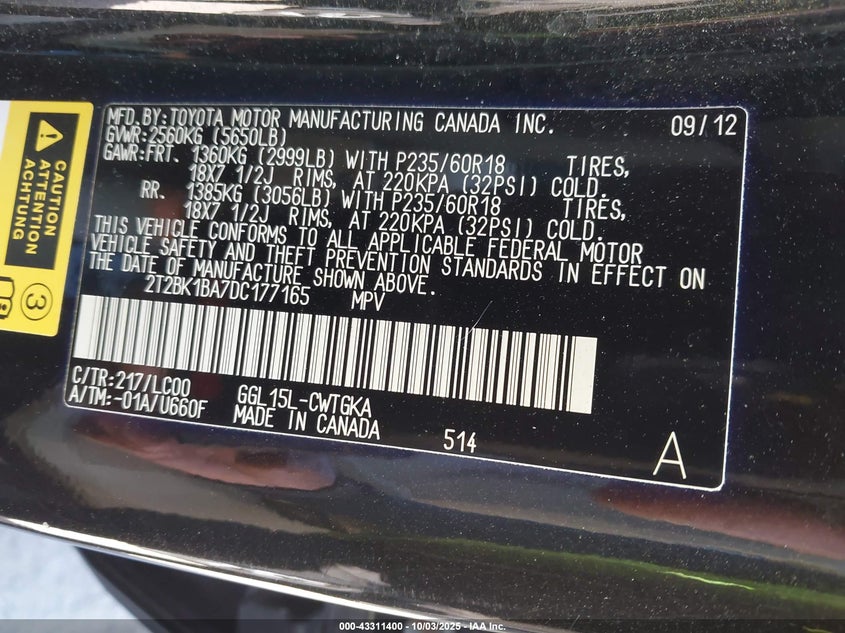 MFD. BY: TOYOTA MOTOR MANUFACTURING CANADA INC. 09/12
GVWR: 2560KG (5650LB)
GAWR: FRT. 1360KG (2999LB) WITH P235/60R18 TIRES,
18X7 1/2J RIMS, AT 220KPA (32PSI) COLD.
RR. 1385KG (3056LB) WITH P235/60R18 TIRES,
18X7 1/2J RIMS, AT 220KPA (32PSI) COLD.
THIS VEHICLE CONFORMS TO ALL APPLICABLE FEDERAL MOTOR
VEHICLE SAFETY AND THEFT PREVENTION STANDARDS IN EFFECT ON
THE DATE OF MANUFACTURE SHOWN ABOVE.
2T2BK1BA7DC177165 MPV
C/TR: 217/LC00 GGL15L-CWTGKA
A/TM: -01A/U660F MADE IN CANADA
514 A
CAUTION
ATTENTION
ACHTUNG
3
000-43311400 - 10/03/2025 - IAA Inc.